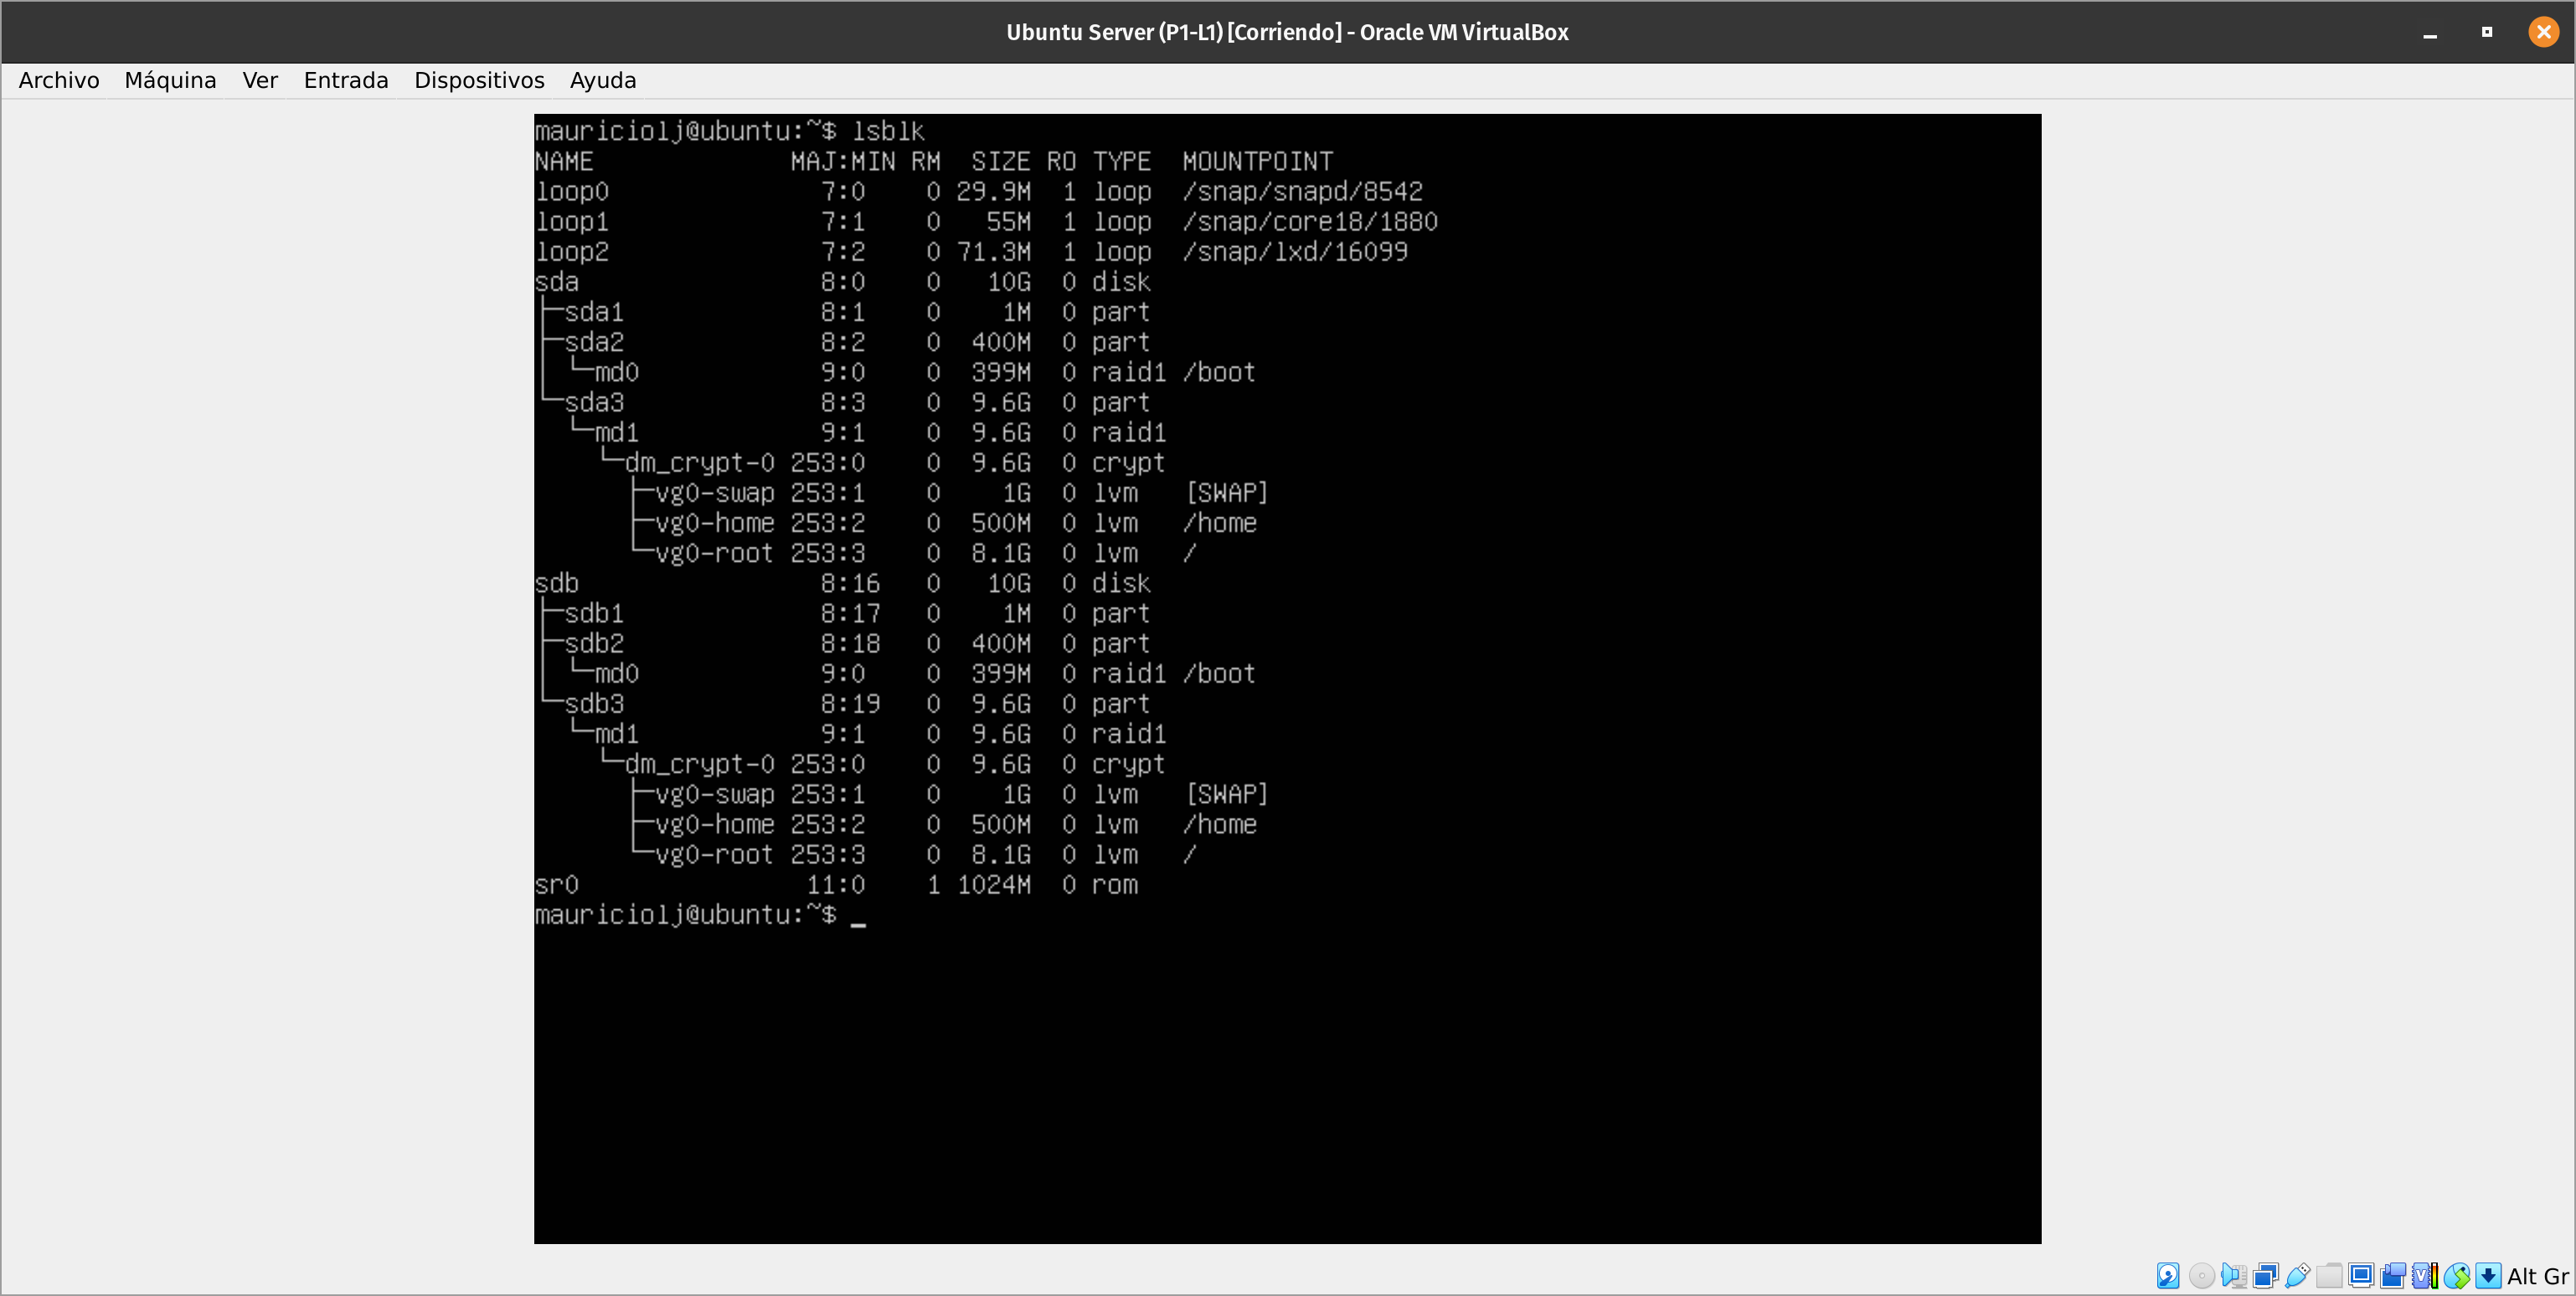 Ubuntu Server (P1-L1) [Corriendo] - Oracle VM VirtualBox
Archivo Máquina Ver Entrada Dispositivos Ayuda
mauriciolj@ubuntu:~$ lsblk
NAME MAJ:MIN RM SIZE RO TYPE MOUNTPOINT
loop0 7:0 0 29.9M 1 loop /snap/snapd/8542
loop1 7:1 0 55M 1 loop /snap/core18/1880
loop2 7:2 0 71.3M 1 loop /snap/lxd/16099
sda 8:0 0 10G 0 disk
├─sda1 8:1 0 1M 0 part
├─sda2 8:2 0 400M 0 part
│ └─md0 9:0 0 399M 0 raid1 /boot
└─sda3 8:3 0 9.6G 0 part
└─md1 9:1 0 9.6G 0 raid1
└─dm_crypt-0 253:0 0 9.6G 0 crypt
├─vg0-swap 253:1 0 1G 0 lvm [SWAP]
├─vg0-home 253:2 0 500M 0 lvm /home
└─vg0-root 253:3 0 8.1G 0 lvm /
sdb 8:16 0 10G 0 disk
├─sdb1 8:17 0 1M 0 part
├─sdb2 8:18 0 400M 0 part
│ └─md0 9:0 0 399M 0 raid1 /boot
└─sdb3 8:19 0 9.6G 0 part
└─md1 9:1 0 9.6G 0 raid1
└─dm_crypt-0 253:0 0 9.6G 0 crypt
├─vg0-swap 253:1 0 1G 0 lvm [SWAP]
├─vg0-home 253:2 0 500M 0 lvm /home
└─vg0-root 253:3 0 8.1G 0 lvm /
sr0 11:0 1 1024M 0 rom
mauriciolj@ubuntu:~$ _
Alt Gr